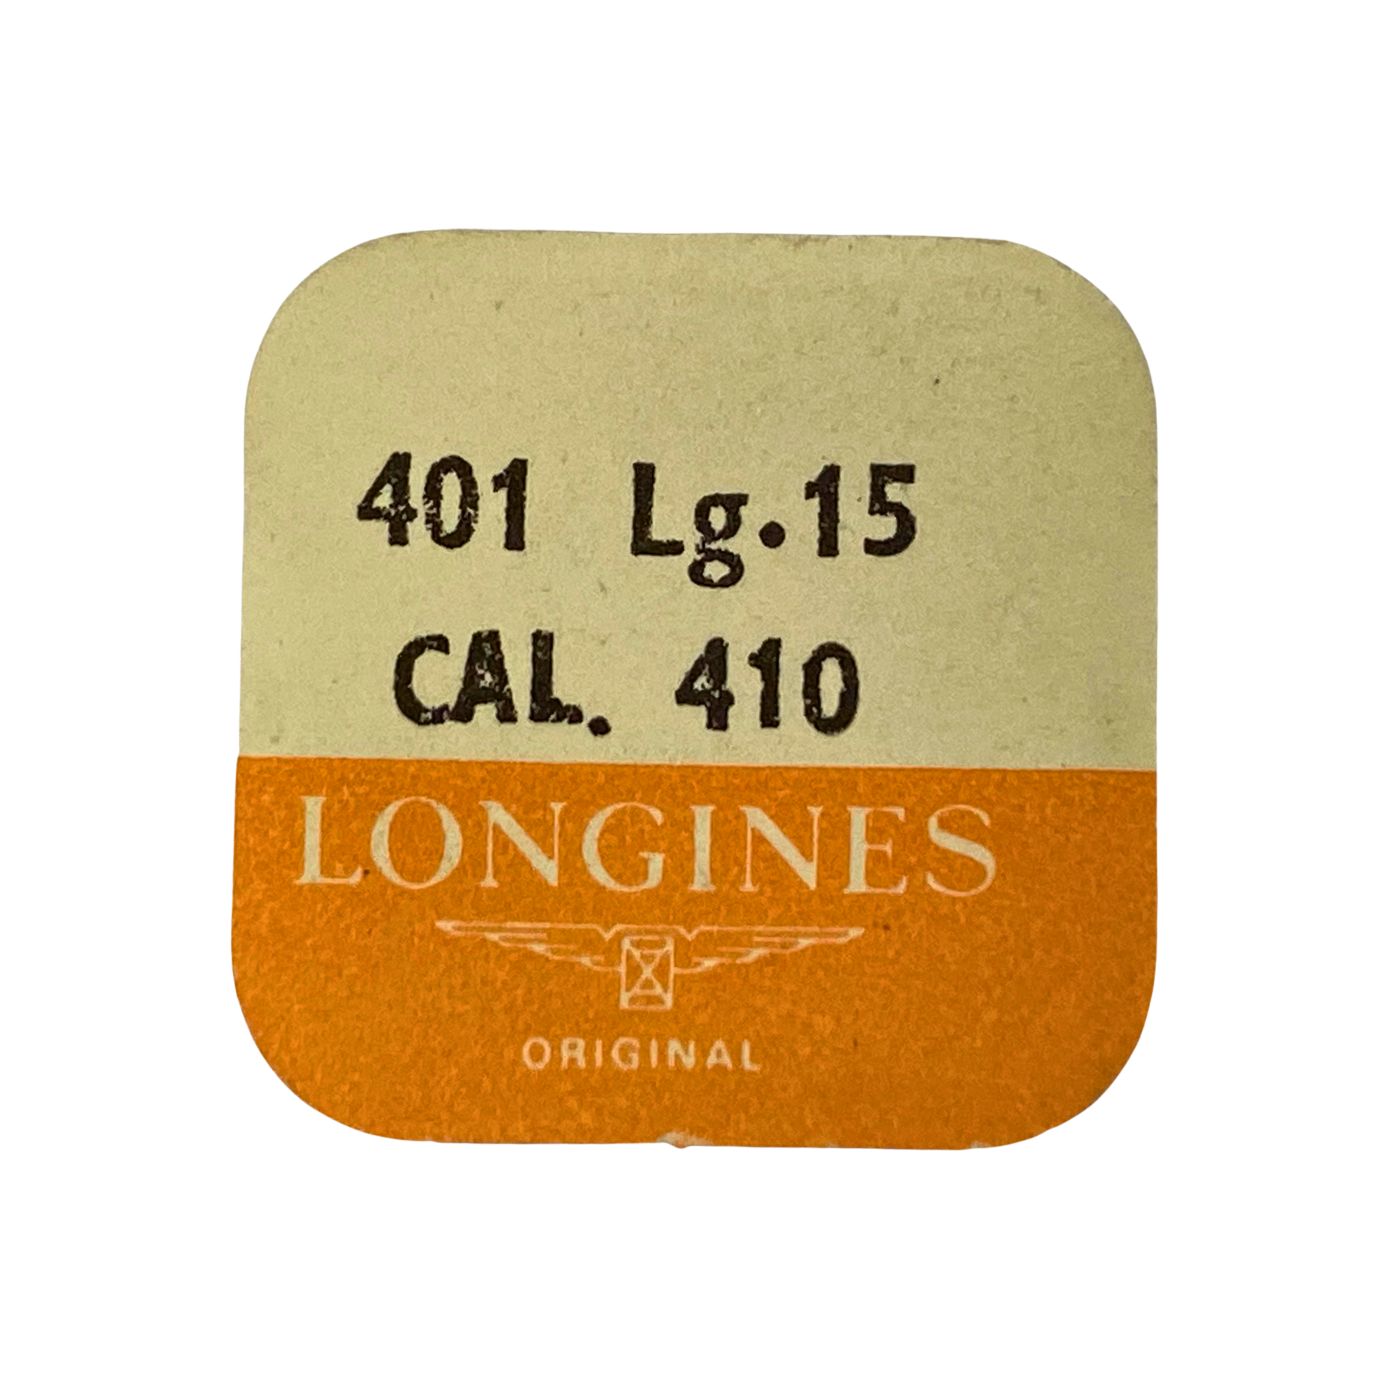 401 Lg.15
CAL. 410
LONGINES
ORIGINAL